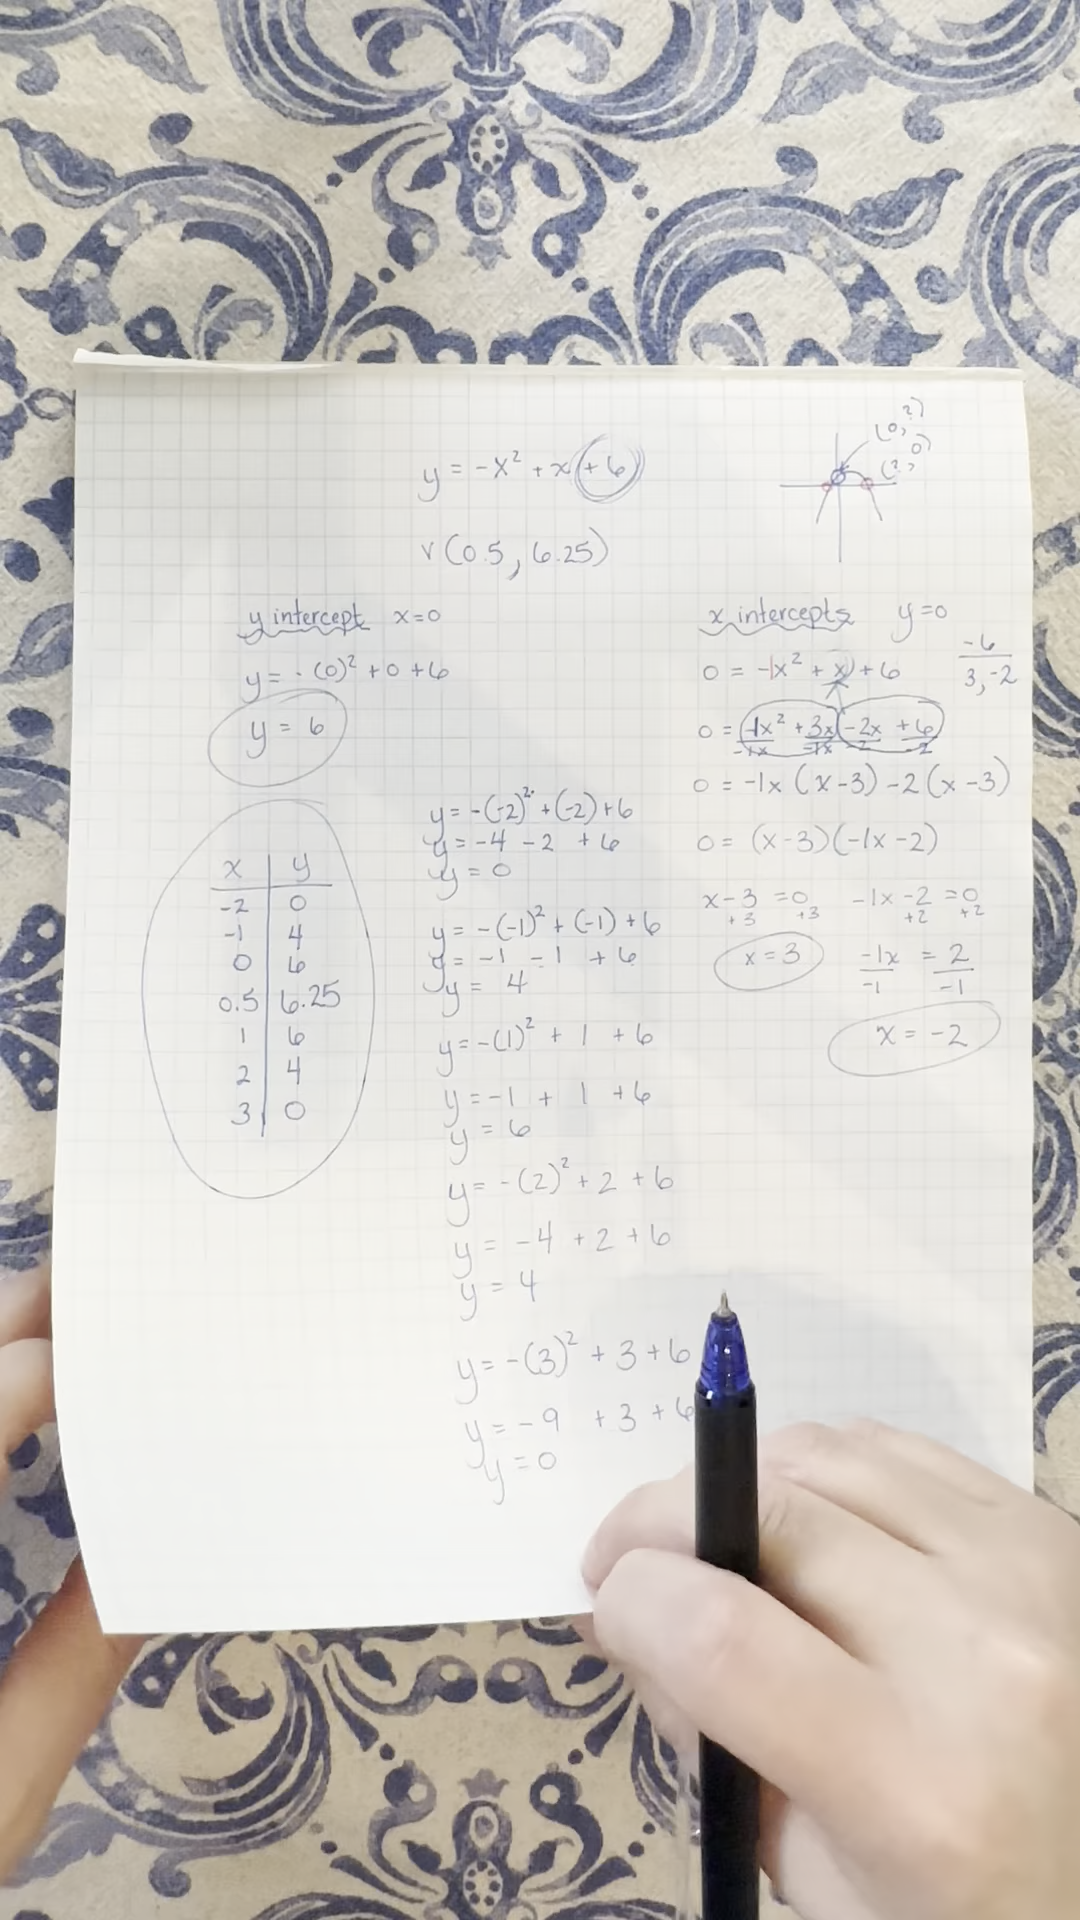 y = -x² + x + 6
(0, ?)
(?, 0)
v (0.5, 6.25)
y intercept x=0
y = -(0)² + 0 + 6
y = 6
x | y
-2 | 0
-1 | 4
0 | 6
0.5 | 6.25
1 | 6
2 | 4
3 | 0
y = -(-2)² + (-2) + 6
y = -4 - 2 + 6
y = 0
y = -(-1)² + (-1) + 6
y = -1 - 1 + 6
y = 4
y = -(1)² + 1 + 6
y = -1 + 1 + 6
y = 6
y = -(2)² + 2 + 6
y = -4 + 2 + 6
y = 4
y = -(3)² + 3 + 6
y = -9 + 3 + 6
y = 0
x intercepts y=0
-6
3, -2
0 = -1x² + x + 6
0 = -1x² + 3x - 2x + 6
-1x -1x -2 -2
0 = -1x (x-3) -2 (x-3)
0 = (x-3)(-1x-2)
x-3 = 0
+3 +3
x = 3
-1x - 2 = 0
+2 +2
-1x = 2
-1 -1
x = -2